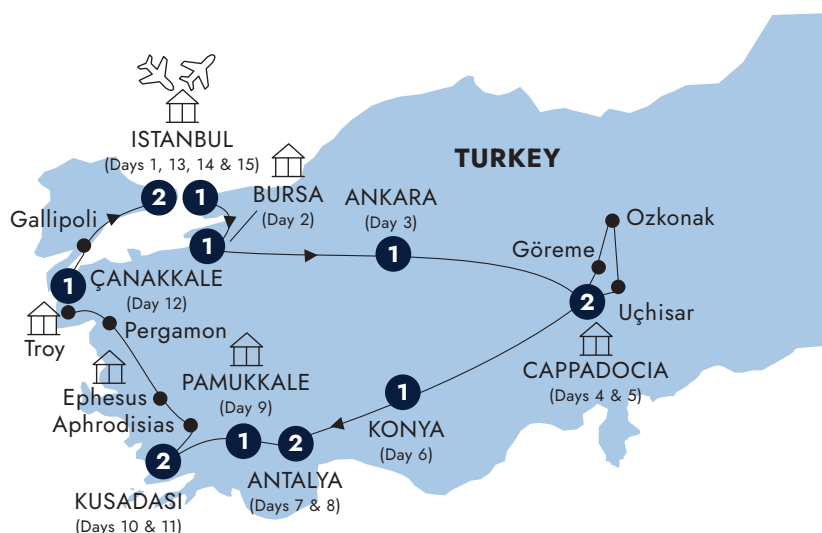 ISTANBUL
(Days 1, 13, 14 & 15)
TURKEY
BURSA
(Day 2)
ANKARA
(Day 3)
2
1
Gallipoli
1
1
Ozkonak
Göreme
1
ÇANAKKALE
(Day 12)
2
Uçhisar
Troy
Pergamon
CAPPADOCIA
(Days 4 & 5)
PAMUKKALE
(Day 9)
Ephesus
Aphrodisias
1
KONYA
(Day 6)
2
1
2
KUSADASI
(Days 10 & 11)
ANTALYA
(Days 7 & 8)